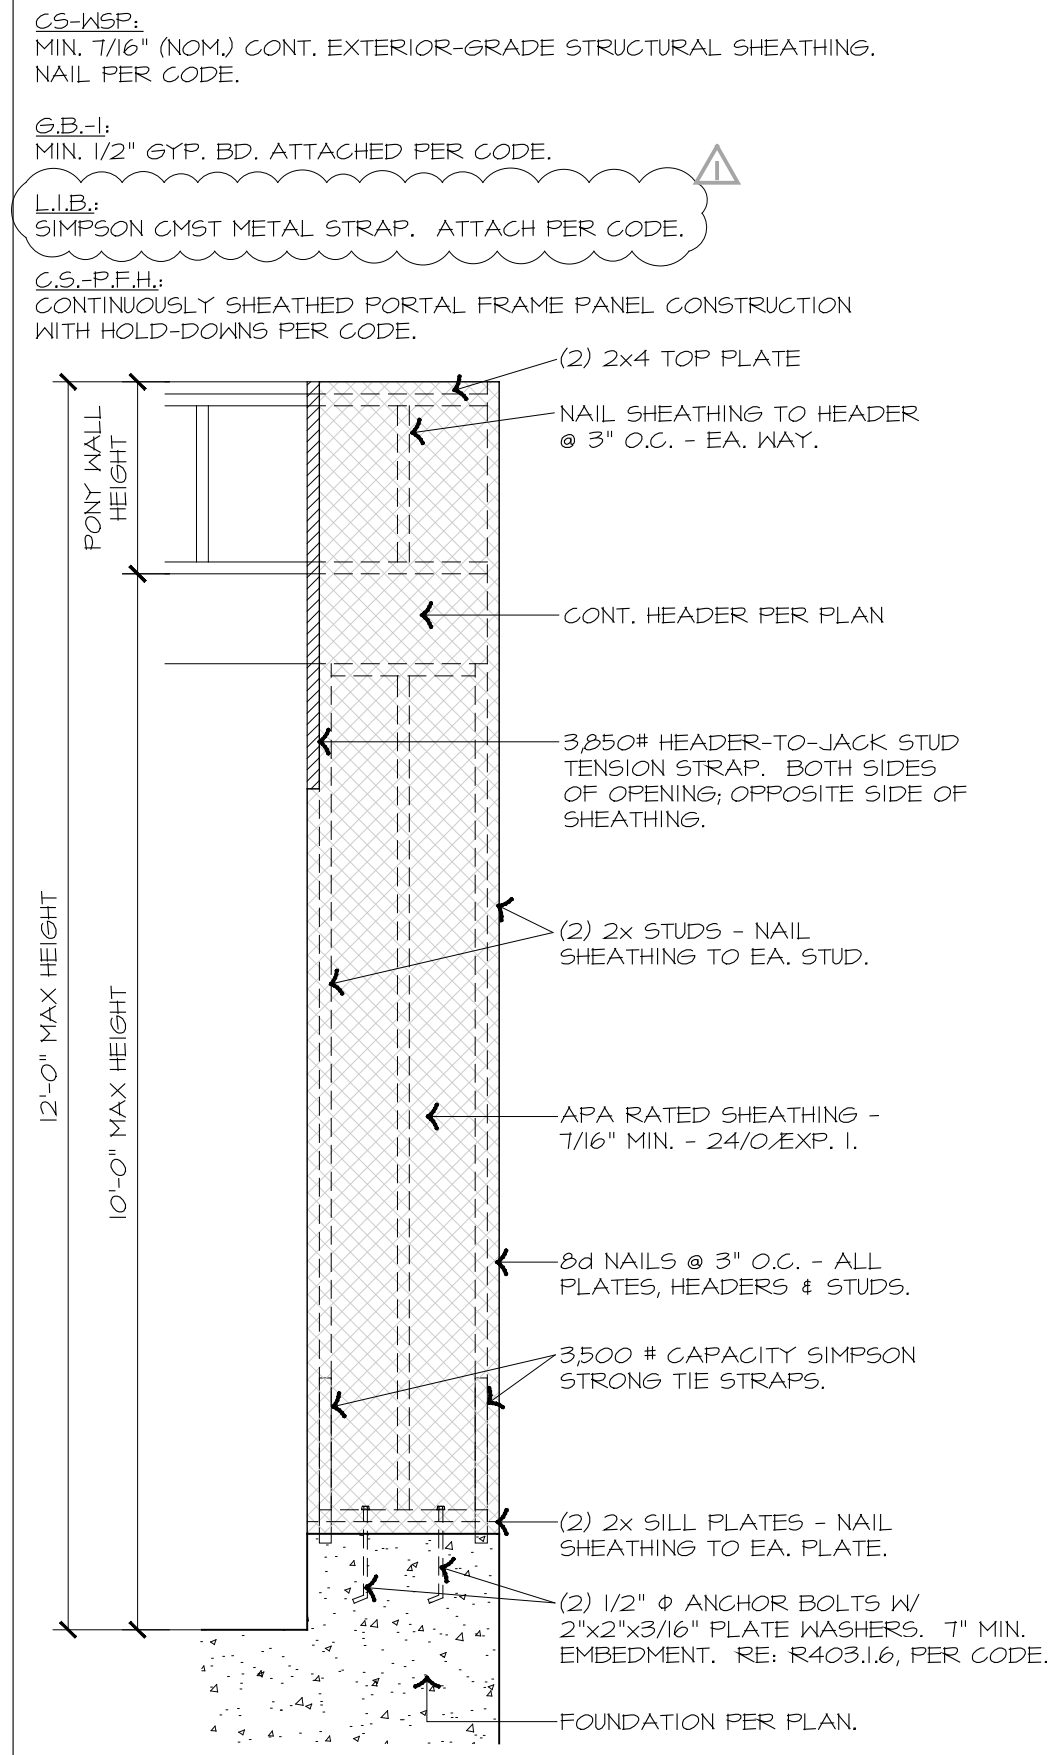 CS-WSP:
MIN. 7/16" (NOM.) CONT. EXTERIOR-GRADE STRUCTURAL SHEATHING.
NAIL PER CODE.
G.B.-1:
MIN. 1/2" GYP. BD. ATTACHED PER CODE.
1
L.I.B.:
SIMPSON CMST METAL STRAP. ATTACH PER CODE.
C.S.-P.F.H.:
CONTINUOUSLY SHEATHED PORTAL FRAME PANEL CONSTRUCTION
WITH HOLD-DOWNS PER CODE.
(2) 2x4 TOP PLATE
NAIL SHEATHING TO HEADER
@ 3" O.C. - EA. WAY.
PONY WALL
HEIGHT
CONT. HEADER PER PLAN
3,850# HEADER-TO-JACK STUD
TENSION STRAP. BOTH SIDES
OF OPENING; OPPOSITE SIDE OF
SHEATHING.
(2) 2x STUDS - NAIL
SHEATHING TO EA. STUD.
12'-0" MAX HEIGHT
10'-0" MAX HEIGHT
APA RATED SHEATHING -
7/16" MIN. - 24/0/EXP. 1.
8d NAILS @ 3" O.C. - ALL
PLATES, HEADERS & STUDS.
3,500 # CAPACITY SIMPSON
STRONG TIE STRAPS.
(2) 2x SILL PLATES - NAIL
SHEATHING TO EA. PLATE.
(2) 1/2" Φ ANCHOR BOLTS W/
2"x2"x3/16" PLATE WASHERS. 7" MIN.
EMBEDMENT. RE: R403.1.6, PER CODE.
FOUNDATION PER PLAN.